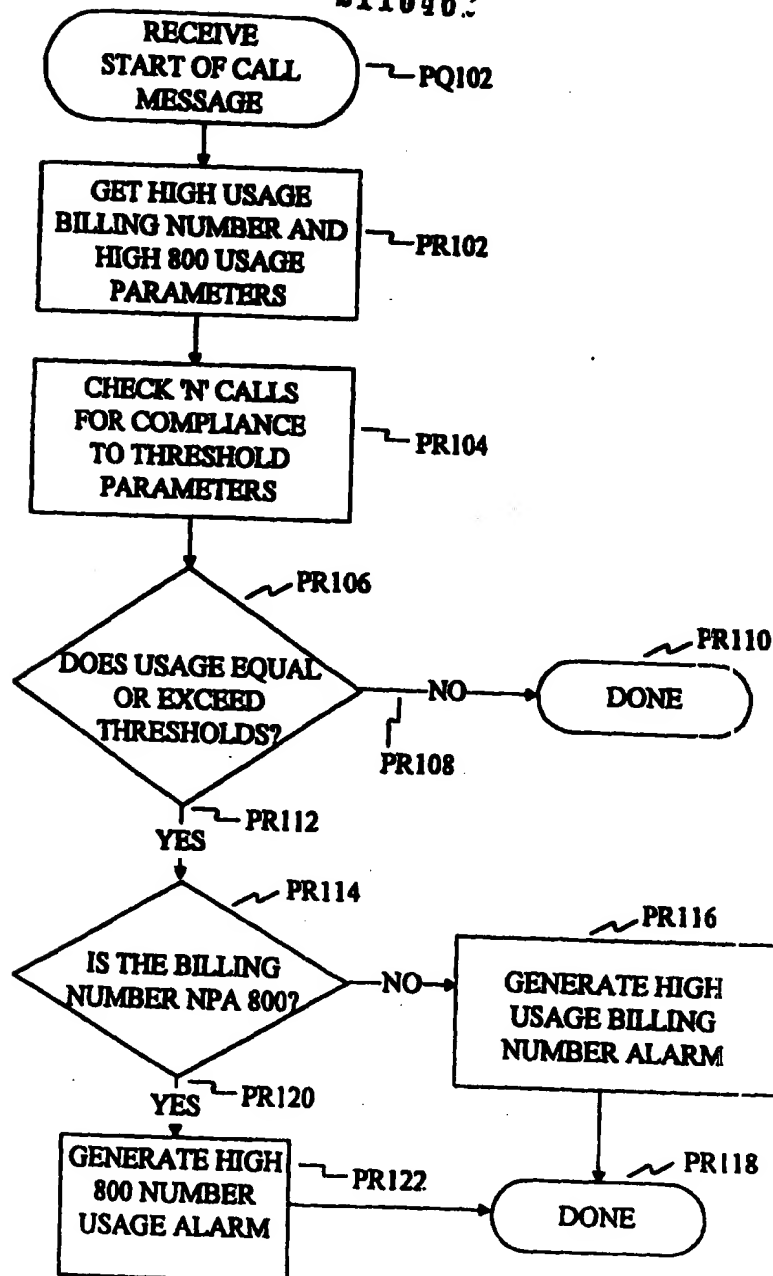 RECEIVE
START OF CALL
MESSAGE
PQ102
GET HIGH USAGE
BILLING NUMBER AND
HIGH 800 USAGE
PARAMETERS
PR102
CHECK 'N' CALLS
FOR COMPLIANCE
TO THRESHOLD
PARAMETERS
PR104
PR106
DOES USAGE EQUAL
OR EXCEED
THRESHOLDS?
NO
PR108
PR110
DONE
PR112
YES
PR114
IS THE BILLING
NUMBER NPA 800?
NO
PR116
GENERATE HIGH
USAGE BILLING
NUMBER ALARM
PR120
YES
GENERATE HIGH
800 NUMBER
USAGE ALARM
PR122
PR118
DONE